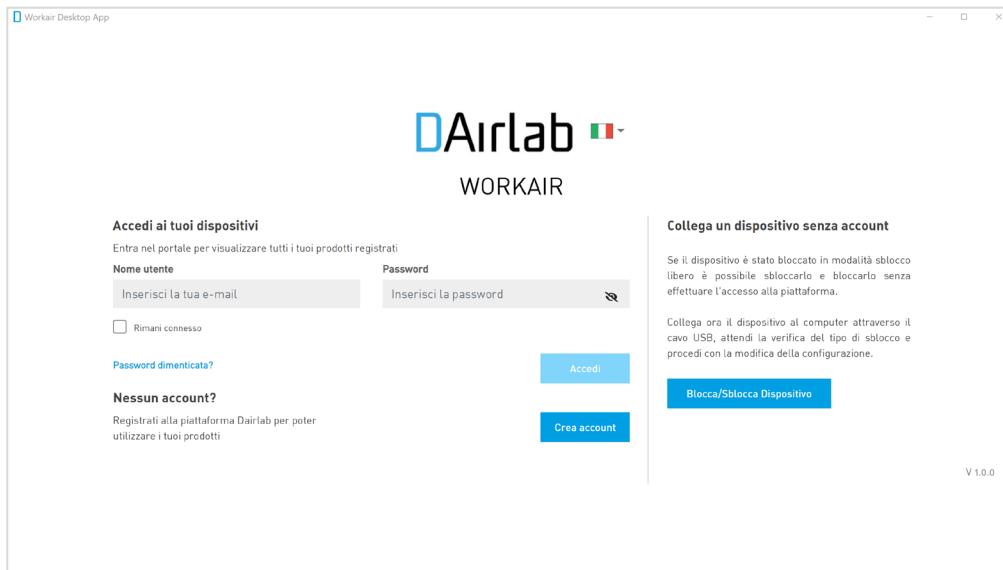 Workair Desktop App
DAırlab
WORKAIR
Accedi ai tuoi dispositivi
Entra nel portale per visualizzare tutti i tuoi prodotti registrati
Nome utente
Password
Inserisci la tua e-mail
Inserisci la password
Rimani connesso
Password dimenticata?
Accedi
Nessun account?
Registrati alla piattaforma Dairlab per poter
utilizzare i tuoi prodotti
Crea account
Collega un dispositivo senza account
Se il dispositivo è stato bloccato in modalità sblocco
libero è possibile sbloccarlo e bloccarlo senza
effettuare l'accesso alla piattaforma.
Collega ora il dispositivo al computer attraverso il
cavo USB, attendi la verifica del tipo di sblocco e
procedi con la modifica della configurazione.
Blocca/Sblocca Dispositivo
V 1.0.0